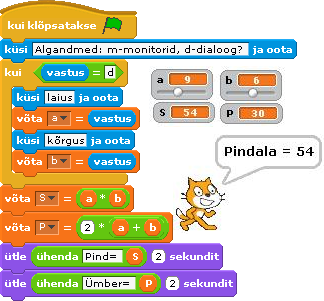 kui klõpsatakse
küsi Algandmed: m-monitorid, d-dialoog? ja oota
kui vastus = d
küsi laius ja oota
võta a = vastus
küsi kõrgus ja oota
võta b = vastus
võta S = a * b
võta P = 2 * a + b
ütle ühenda Pind= S 2 sekundit
ütle ühenda Ümber= P 2 sekundit
a 9
b 6
S 54
P 30
Pindala = 54